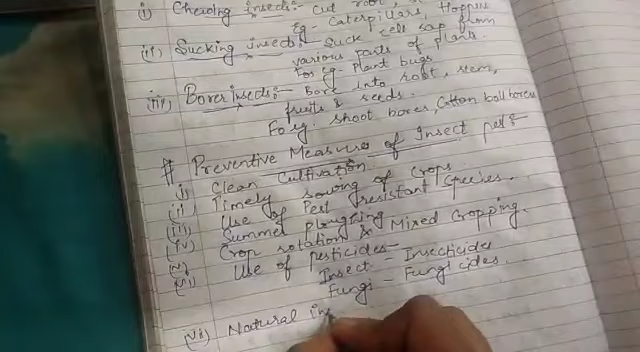 i) Chewing insects:- Cut root, s
Eg - Caterpillars, Hoppers
(ii) Sucking insects:- Suck cell sap from
various parts of plants.
For Eg - plant bugs
(iii) Borer insects:- Bore into root, stem,
fruits & seeds.
For eg. shoot borer, Cotton boll borers
# Preventive Measures of Insect pest :-
i) Clean Cultivation
(ii) Timely sowing of crops.
(iii) Use of Pest resistant Species.
(iv) Summer ploughing
(v) Crop rotation & Mixed Cropping.
(vi) Use of pesticides -
Insect - Insecticides
Fungi - Fungicides.
(vi) Natural